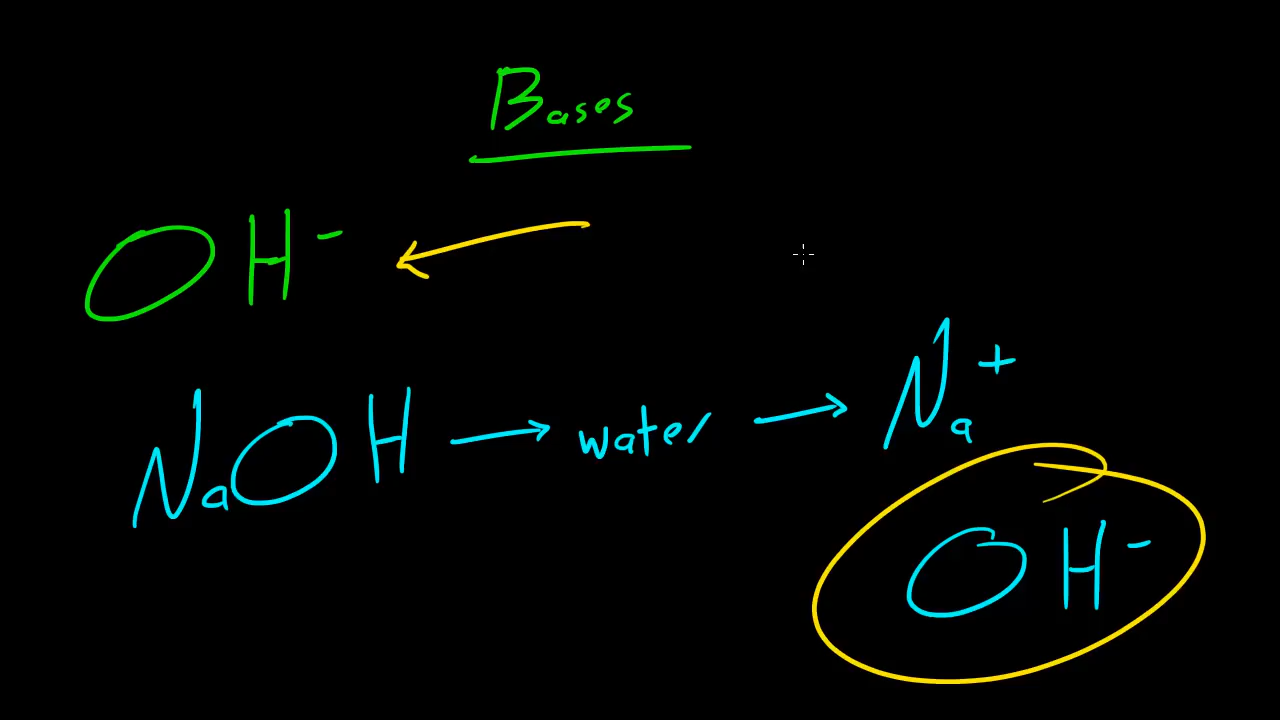 Bases
OH⁻
NaOH → water → Na⁺
OH⁻